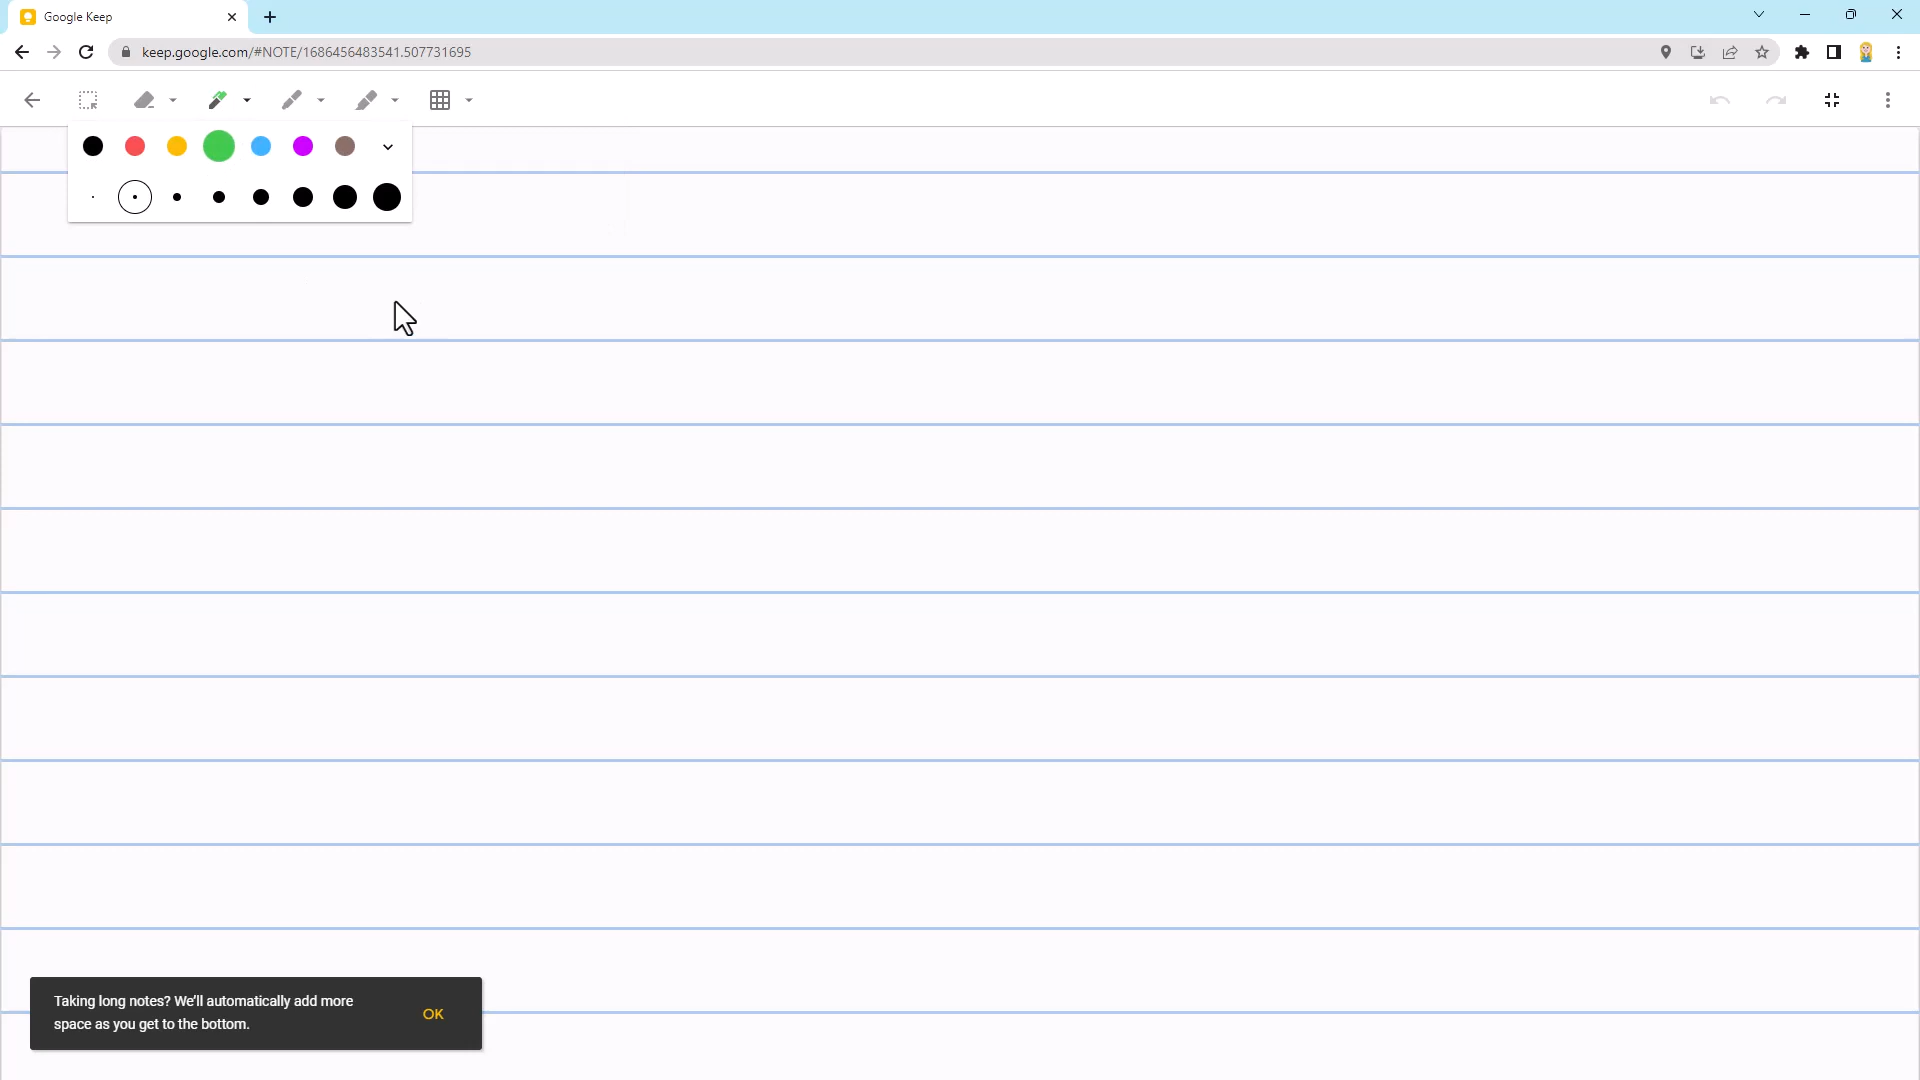 Google Keep
keep.google.com/#NOTE/1686456483541.507731695
Taking long notes? We'll automatically add more
space as you get to the bottom.
OK